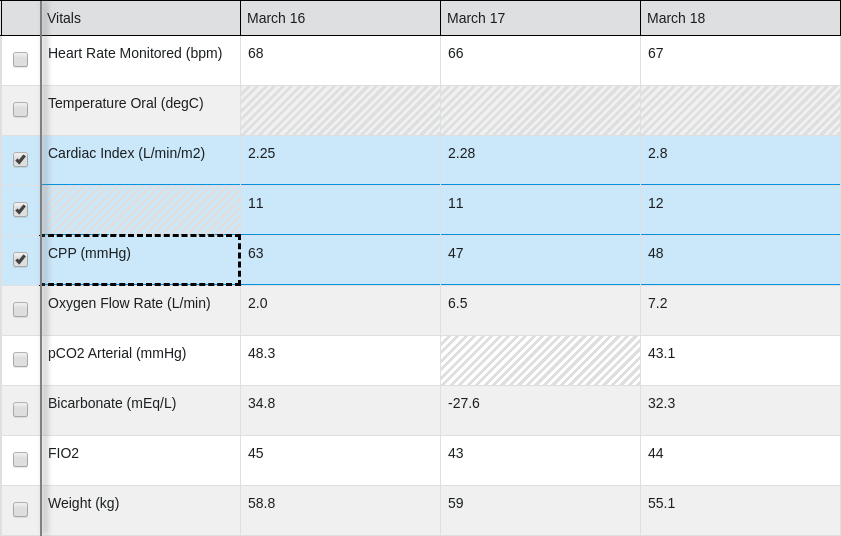 Vitals March 16 March 17 March 18
Heart Rate Monitored (bpm) 68 66 67
Temperature Oral (degC)
Cardiac Index (L/min/m2) 2.25 2.28 2.8
11 11 12
CPP (mmHg) 63 47 48
Oxygen Flow Rate (L/min) 2.0 6.5 7.2
pCO2 Arterial (mmHg) 48.3 43.1
Bicarbonate (mEq/L) 34.8 -27.6 32.3
FIO2 45 43 44
Weight (kg) 58.8 59 55.1